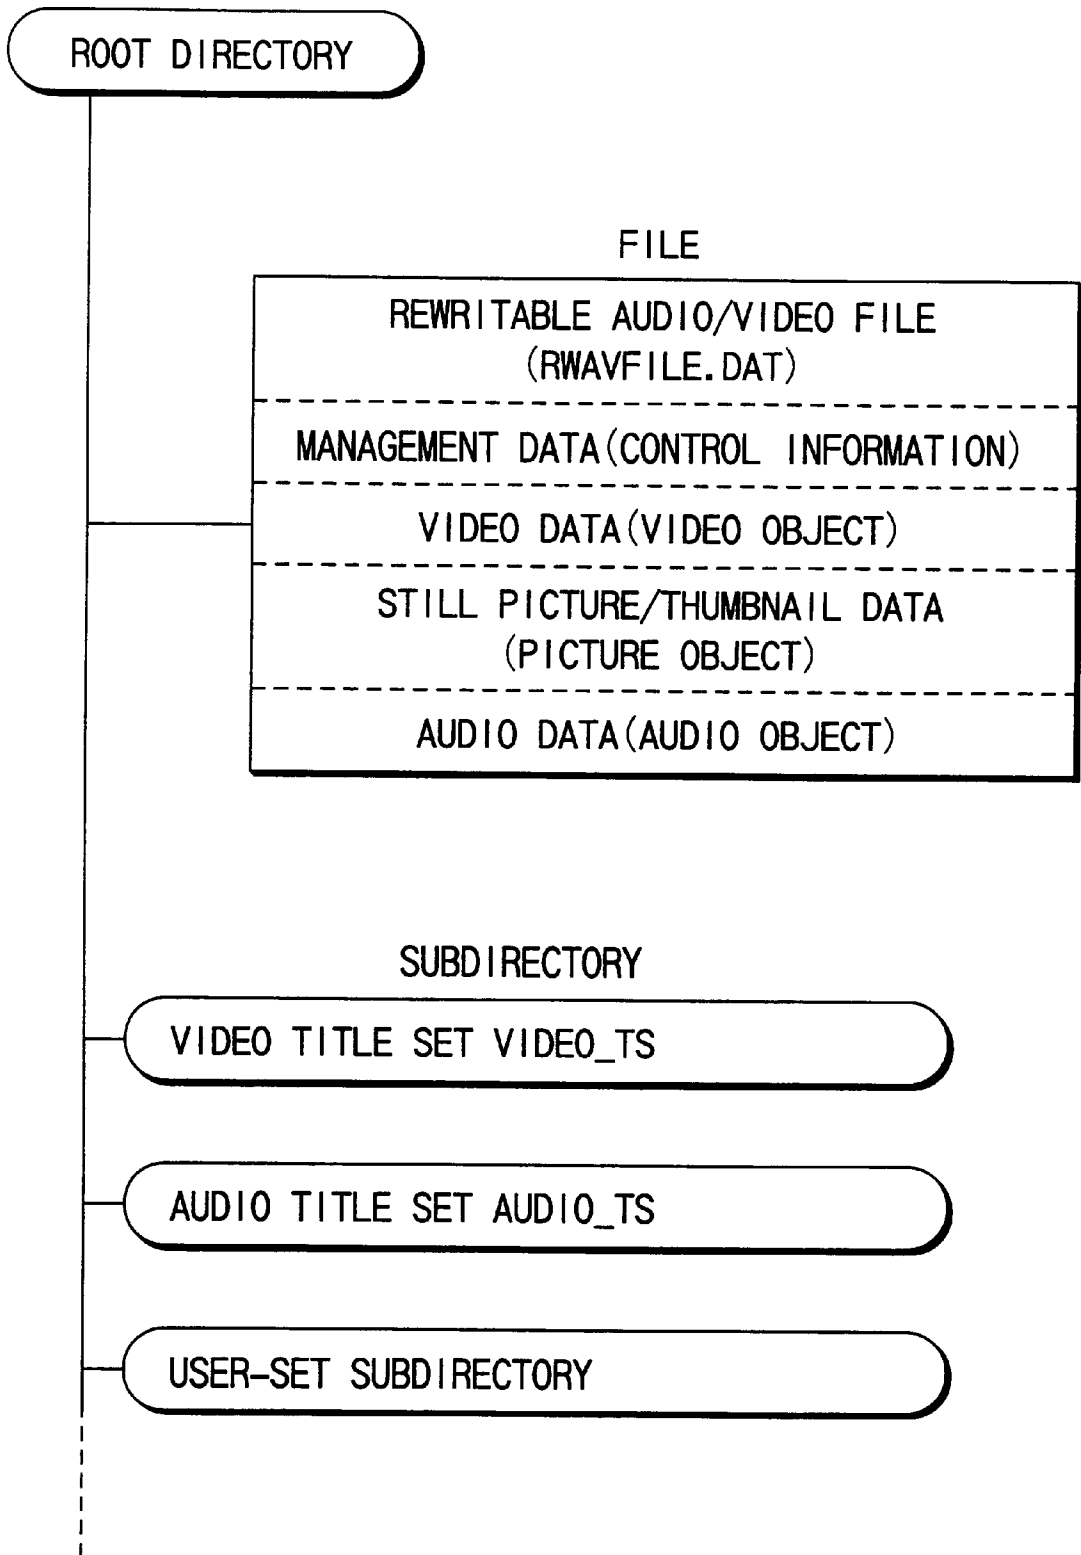 ROOT DIRECTORY
FILE
REWRITABLE AUDIO/VIDEO FILE
(RWAVFILE.DAT)
MANAGEMENT DATA(CONTROL INFORMATION)
VIDEO DATA(VIDEO OBJECT)
STILL PICTURE/THUMBNAIL DATA
(PICTURE OBJECT)
AUDIO DATA(AUDIO OBJECT)
SUBDIRECTORY
VIDEO TITLE SET VIDEO_TS
AUDIO TITLE SET AUDIO_TS
USER-SET SUBDIRECTORY